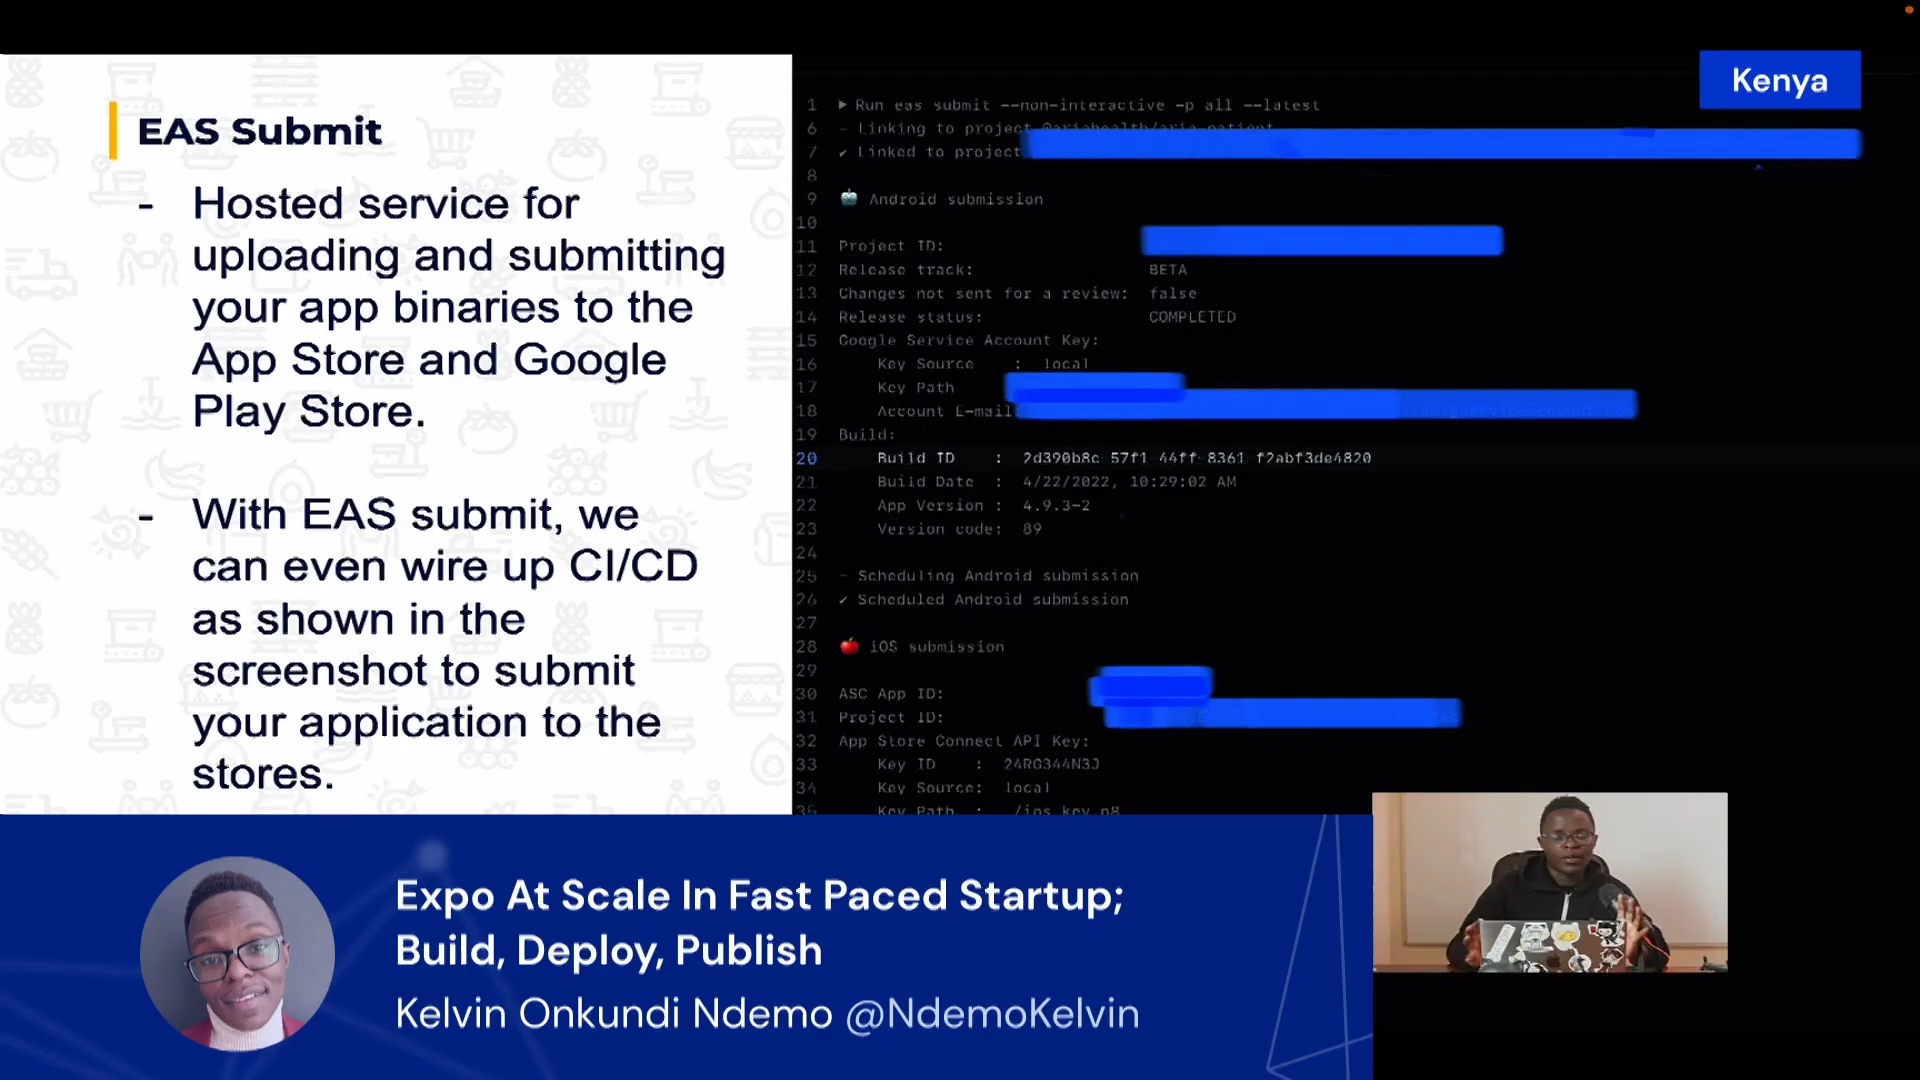 Kenya
EAS Submit
- Hosted service for
uploading and submitting
your app binaries to the
App Store and Google
Play Store.
- With EAS submit, we
can even wire up CI/CD
as shown in the
screenshot to submit
your application to the
stores.
1 ▶ Run eas submit --non-interactive -p all --latest
6 - Linking to project @ariahealth/aria-patient
7 ✔ Linked to project
8
9 🤖 Android submission
10
11 Project ID:
12 Release track: BETA
13 Changes not sent for a review: false
14 Release status: COMPLETED
15 Google Service Account Key:
16 Key Source : local
17 Key Path
18 Account E-mail:
19 Build:
20 Build ID : 2d390b8c-57f1-44ff-8361-f2abf3de4820
21 Build Date : 4/22/2022, 10:29:02 AM
22 App Version : 4.9.3-2
23 Version code: 89
24
25 - Scheduling Android submission
26 ✔ Scheduled Android submission
27
28 🍎 iOS submission
29
30 ASC App ID:
31 Project ID:
32 App Store Connect API Key:
33 Key ID : 24RG344N3J
34 Key Source: local
35 Key Path : ./ios_key.p8
Expo At Scale In Fast Paced Startup;
Build, Deploy, Publish
Kelvin Onkundi Ndemo @NdemoKelvin